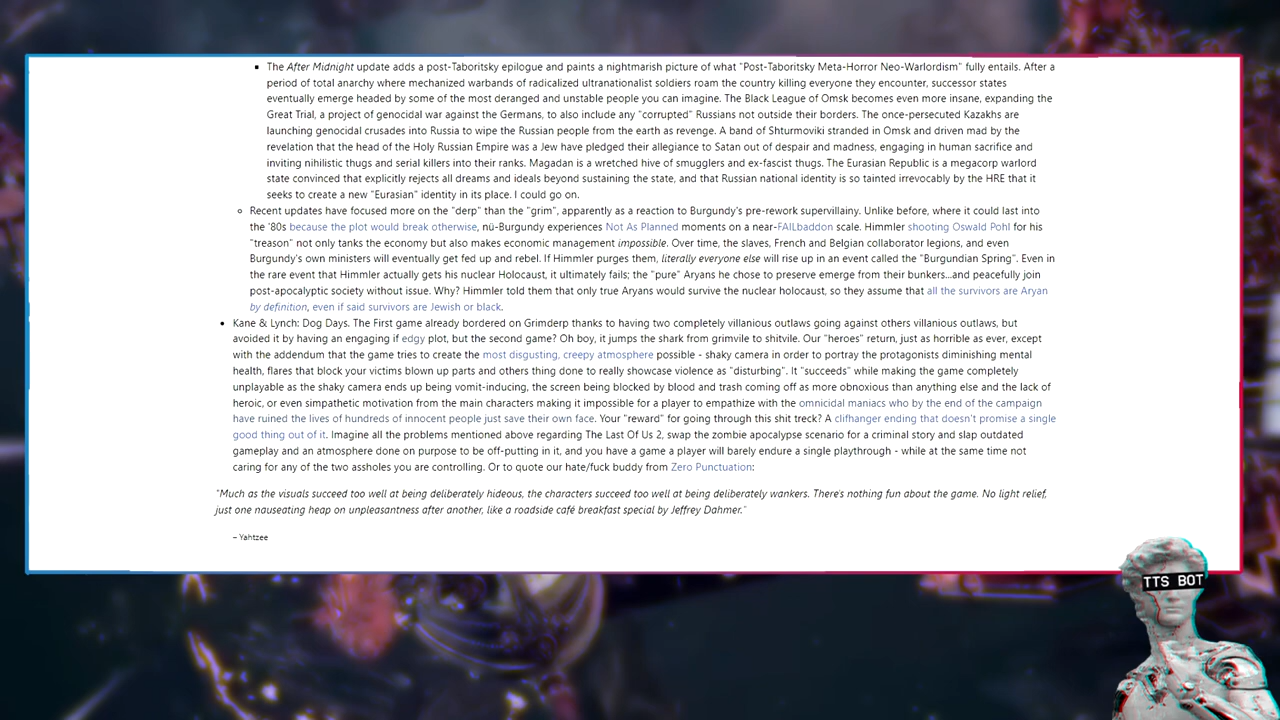 The After Midnight update adds a post-Taboritsky epilogue and paints a nightmarish picture of what "Post-Taboritsky Meta-Horror Neo-Warlordism" fully entails. After a
period of total anarchy where mechanized warbands of radicalized ultranationalist soldiers roam the country killing everyone they encounter, successor states
eventually emerge headed by some of the most deranged and unstable people you can imagine. The Black League of Omsk becomes even more insane, expanding the
Great Trial, a project of genocidal war against the Germans, to also include any "corrupted" Russians not outside their borders. The once-persecuted Kazakhs are
launching genocidal crusades into Russia to wipe the Russian people from the earth as revenge. A band of Shturmoviki stranded in Omsk and driven mad by the
revelation that the head of the Holy Russian Empire was a Jew have pledged their allegiance to Satan out of despair and madness, engaging in human sacrifice and
inviting nihilistic thugs and serial killers into their ranks. Magadan is a wretched hive of smugglers and ex-fascist thugs. The Eurasian Republic is a megacorp warlord
state convinced that explicitly rejects all dreams and ideals beyond sustaining the state, and that Russian national identity is so tainted irrevocably by the HRE that it
seeks to create a new "Eurasian" identity in its place. I could go on.
Recent updates have focused more on the "derp" than the "grim", apparently as a reaction to Burgundy's pre-rework supervillainy. Unlike before, where it could last into
the '80s because the plot would break otherwise, nü-Burgundy experiences Not As Planned moments on a near-FAILbaddon scale. Himmler shooting Oswald Pohl for his
"treason" not only tanks the economy but also makes economic management impossible. Over time, the slaves, French and Belgian collaborator legions, and even
Burgundy's own ministers will eventually get fed up and rebel. If Himmler purges them, literally everyone else will rise up in an event called the "Burgundian Spring". Even in
the rare event that Himmler actually gets his nuclear Holocaust, it ultimately fails; the "pure" Aryans he chose to preserve emerge from their bunkers...and peacefully join
post-apocalyptic society without issue. Why? Himmler told them that only true Aryans would survive the nuclear holocaust, so they assume that all the survivors are Aryan
by definition, even if said survivors are Jewish or black.
Kane & Lynch: Dog Days. The First game already bordered on Grimderp thanks to having two completely villanious outlaws going against others villanious outlaws, but
avoided it by having an engaging if edgy plot, but the second game? Oh boy, it jumps the shark from grimville to shitvile. Our "heroes" return, just as horrible as ever, except
with the addendum that the game tries to create the most disgusting, creepy atmosphere possible - shaky camera in order to portray the protagonists diminishing mental
health, flares that block your victims blown up parts and others thing done to really showcase violence as "disturbing". It "succeeds" while making the game completely
unplayable as the shaky camera ends up being vomit-inducing, the screen being blocked by blood and trash coming off as more obnoxious than anything else and the lack of
heroic, or even simpathetic motivation from the main characters making it impossible for a player to empathize with the omnicidal maniacs who by the end of the campaign
have ruined the lives of hundreds of innocent people just save their own face. Your "reward" for going through this shit treck? A clifhanger ending that doesn't promise a single
good thing out of it. Imagine all the problems mentioned above regarding The Last Of Us 2, swap the zombie apocalypse scenario for a criminal story and slap outdated
gameplay and an atmosphere done on purpose to be off-putting in it, and you have a game a player will barely endure a single playthrough - while at the same time not
caring for any of the two assholes you are controlling. Or to quote our hate/fuck buddy from Zero Punctuation:
"Much as the visuals succeed too well at being deliberately hideous, the characters succeed too well at being deliberately wankers. There's nothing fun about the game. No light relief,
just one nauseating heap on unpleasantness after another, like a roadside café breakfast special by Jeffrey Dahmer."
– Yahtzee
TTS BOT